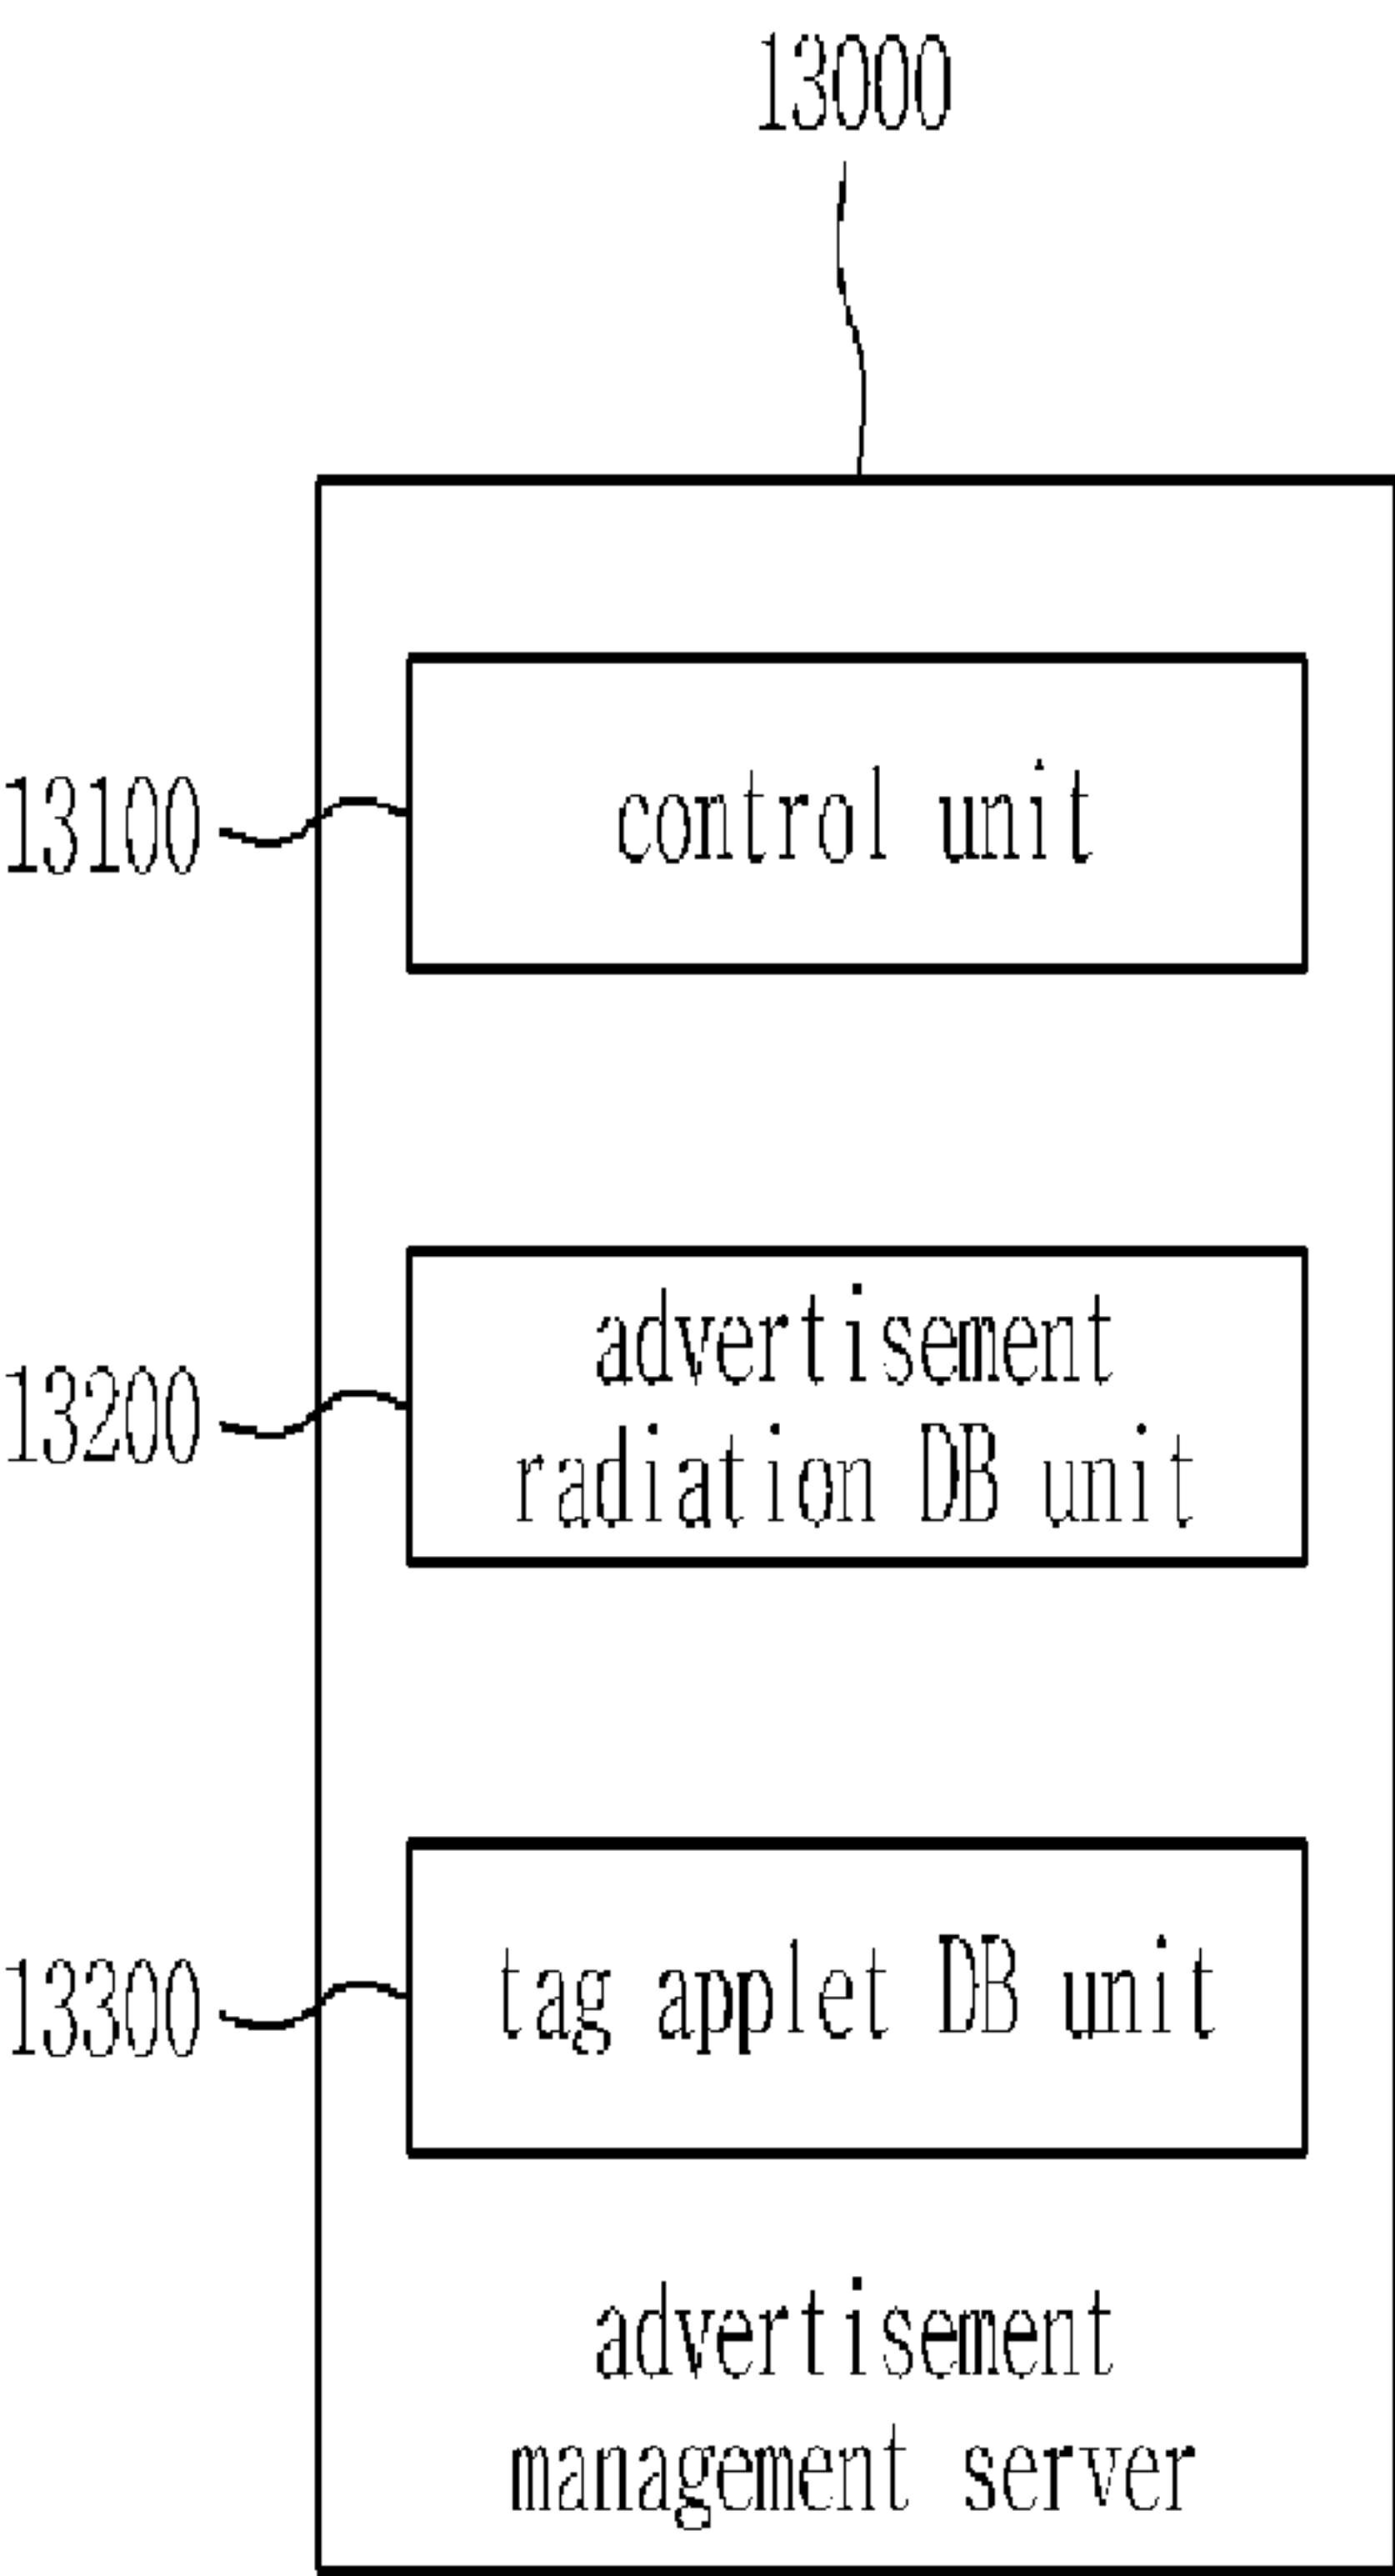 13000
13100
control unit
13200
advertisement
radiation DB unit
13300
tag applet DB unit
advertisement
management server